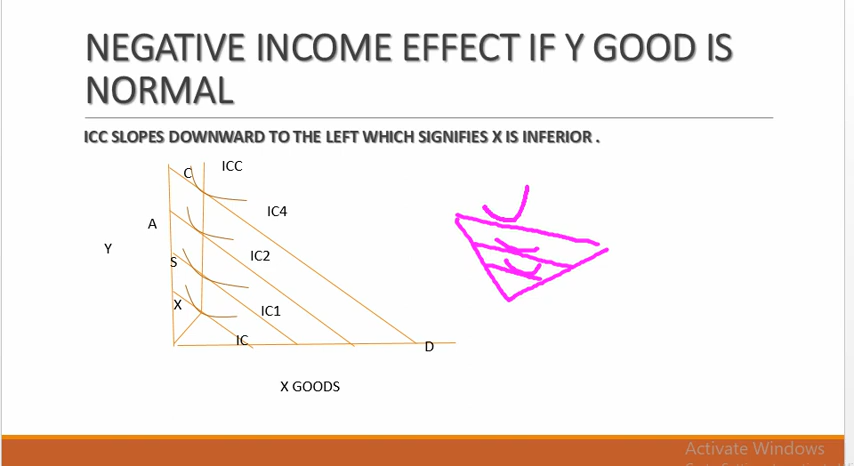 NEGATIVE INCOME EFFECT IF Y GOOD IS
NORMAL
ICC SLOPES DOWNWARD TO THE LEFT WHICH SIGNIFIES X IS INFERIOR .
C
ICC
IC4
A
Y
IC2
S
X
IC1
IC
D
X GOODS
Activate Windows